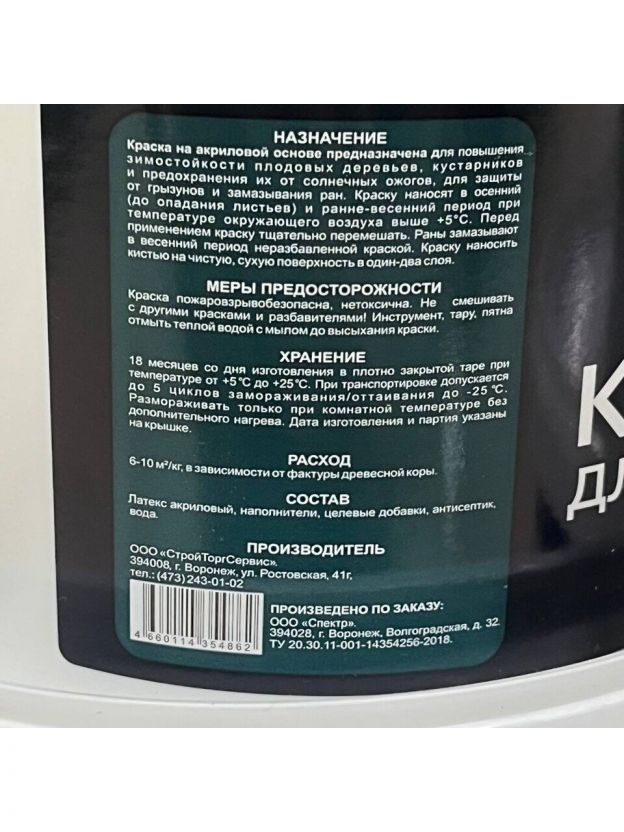 НАЗНАЧЕНИЕ
Краска на акриловой основе предназначена для повышения
зимостойкости плодовых деревьев, кустарников
и предохранения их от солнечных ожогов, для защиты
от грызунов и замазывания ран. Краску наносят в осенний
(до опадания листьев) и ранне-весенний период при
температуре окружающего воздуха выше +5°С. Перед
применением краску тщательно перемешать. Раны замазывают
в весенний период неразбавленной краской. Краску наносить
кистью на чистую, сухую поверхность в один-два слоя.
МЕРЫ ПРЕДОСТОРОЖНОСТИ
Краска пожаровзрывобезопасна, нетоксична. Не смешивать
с другими красками и разбавителями! Инструмент, тару, пятна
отмыть теплой водой с мылом до высыхания краски.
ХРАНЕНИЕ
18 месяцев со дня изготовления в плотно закрытой таре при
температуре от +5°С до +25°С. При транспортировке допускается
до 5 циклов замораживания/оттаивания до -25°С.
Размораживать только при комнатной температуре без
дополнительного нагрева. Дата изготовления и партия указаны
на крышке.
РАСХОД
6-10 м²/кг, в зависимости от фактуры древесной коры.
СОСТАВ
Латекс акриловый, наполнители, целевые добавки, антисептик,
вода.
ПРОИЗВОДИТЕЛЬ
ООО «СтройТоргСервис».
394008, г. Воронеж, ул. Ростовская, 41г,
тел.: (473) 243-01-02
4 660114 354862
ПРОИЗВЕДЕНО ПО ЗАКАЗУ:
ООО «Спектр».
394028, г. Воронеж, Волгоградская, д. 32.
ТУ 20.30.11-001-14354256-2018.
К
ДЛ